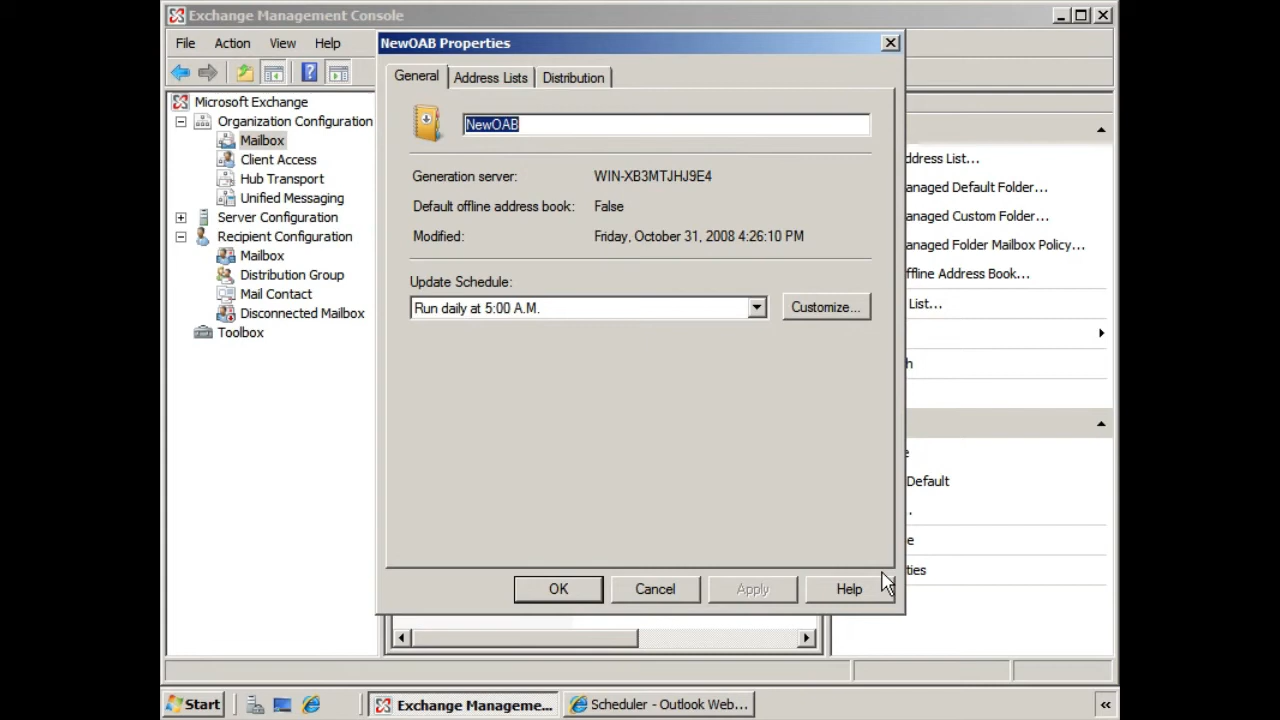 Exchange Management Console
File Action View Help
NewOAB Properties
General Address Lists Distribution
NewOAB
Generation server: WIN-XB3MTJHJ9E4
Default offline address book: False
Modified: Friday, October 31, 2008 4:26:10 PM
Update Schedule:
Run daily at 5:00 A.M. Customize...
OK Cancel Apply Help
Microsoft Exchange
Organization Configuration
Mailbox
Client Access
Hub Transport
Unified Messaging
Server Configuration
Recipient Configuration
Mailbox
Distribution Group
Mail Contact
Disconnected Mailbox
Toolbox
ddress List...
anaged Default Folder...
anaged Custom Folder...
anaged Folder Mailbox Policy...
ffline Address Book...
List...
h
e
Default
.
e
ties
Start Exchange Manageme... Scheduler - Outlook Web... «